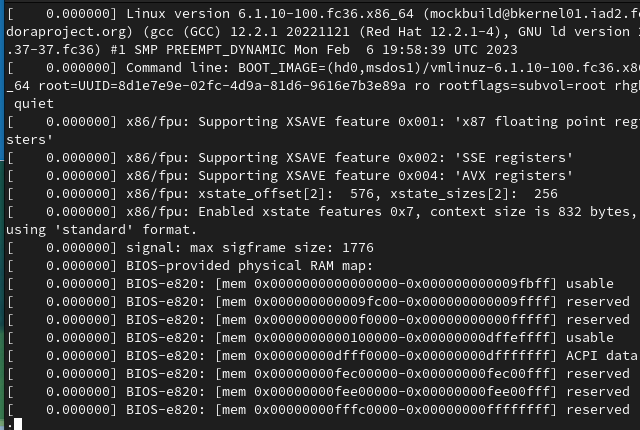 [    0.000000] Linux version 6.1.10-100.fc36.x86_64 (mockbuild@bkernel01.iad2.f
doraproject.org) (gcc (GCC) 12.2.1 20221121 (Red Hat 12.2.1-4), GNU ld version
.37-37.fc36) #1 SMP PREEMPT_DYNAMIC Mon Feb  6 19:58:39 UTC 2023
[    0.000000] Command line: BOOT_IMAGE=(hd0,msdos1)/vmlinuz-6.1.10-100.fc36.x8
_64 root=UUID=8d1e7e9e-02fc-4d9a-81d6-9616e7b3e89a ro rootflags=subvol=root rhg
quiet
[    0.000000] x86/fpu: Supporting XSAVE feature 0x001: 'x87 floating point reg
sters'
[    0.000000] x86/fpu: Supporting XSAVE feature 0x002: 'SSE registers'
[    0.000000] x86/fpu: Supporting XSAVE feature 0x004: 'AVX registers'
[    0.000000] x86/fpu: xstate_offset[2]:  576, xstate_sizes[2]:  256
[    0.000000] x86/fpu: Enabled xstate features 0x7, context size is 832 bytes,
using 'standard' format.
[    0.000000] signal: max sigframe size: 1776
[    0.000000] BIOS-provided physical RAM map:
[    0.000000] BIOS-e820: [mem 0x0000000000000000-0x000000000009fbff] usable
[    0.000000] BIOS-e820: [mem 0x000000000009fc00-0x000000000009ffff] reserved
[    0.000000] BIOS-e820: [mem 0x00000000000f0000-0x00000000000fffff] reserved
[    0.000000] BIOS-e820: [mem 0x0000000000100000-0x00000000dffeffff] usable
[    0.000000] BIOS-e820: [mem 0x00000000dfff0000-0x00000000dfffffff] ACPI data
[    0.000000] BIOS-e820: [mem 0x00000000fec00000-0x00000000fec00fff] reserved
[    0.000000] BIOS-e820: [mem 0x00000000fee00000-0x00000000fee00fff] reserved
[    0.000000] BIOS-e820: [mem 0x00000000fffc0000-0x00000000ffffffff] reserved